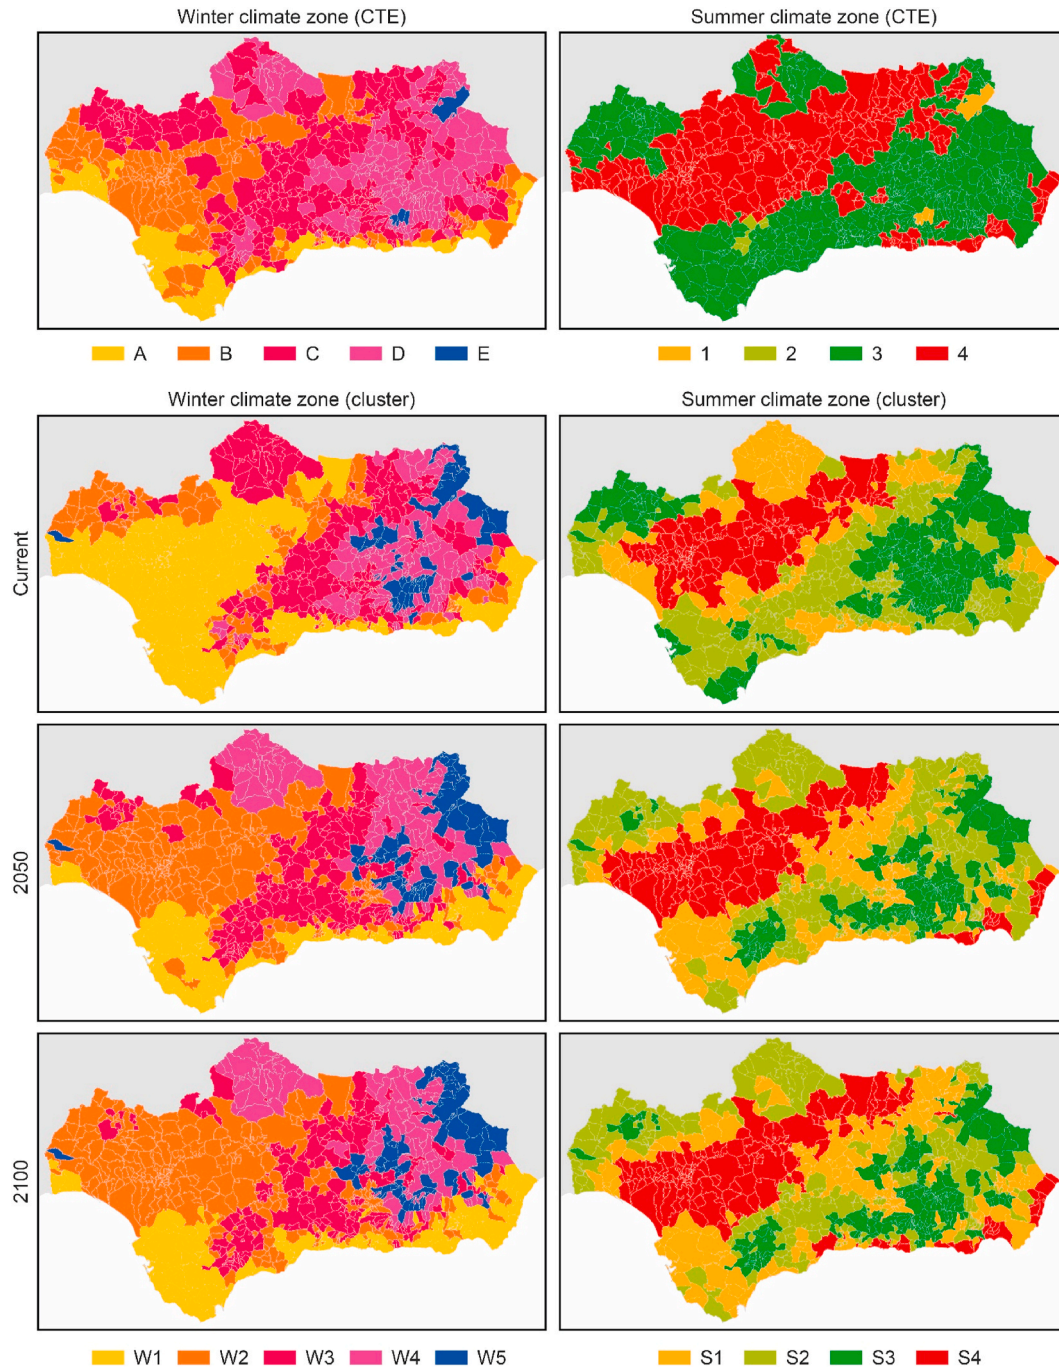 Winter climate zone (CTE)
Summer climate zone (CTE)
A B C D E
1 2 3 4
Winter climate zone (cluster)
Summer climate zone (cluster)
Current
2050
2100
W1 W2 W3 W4 W5
S1 S2 S3 S4